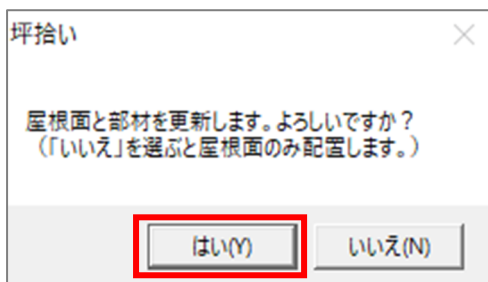 坪拾い
屋根面と部材を更新します。よろしいですか？
（「いいえ」を選ぶと屋根面のみ配置します。）
はい(Y)
いいえ(N)